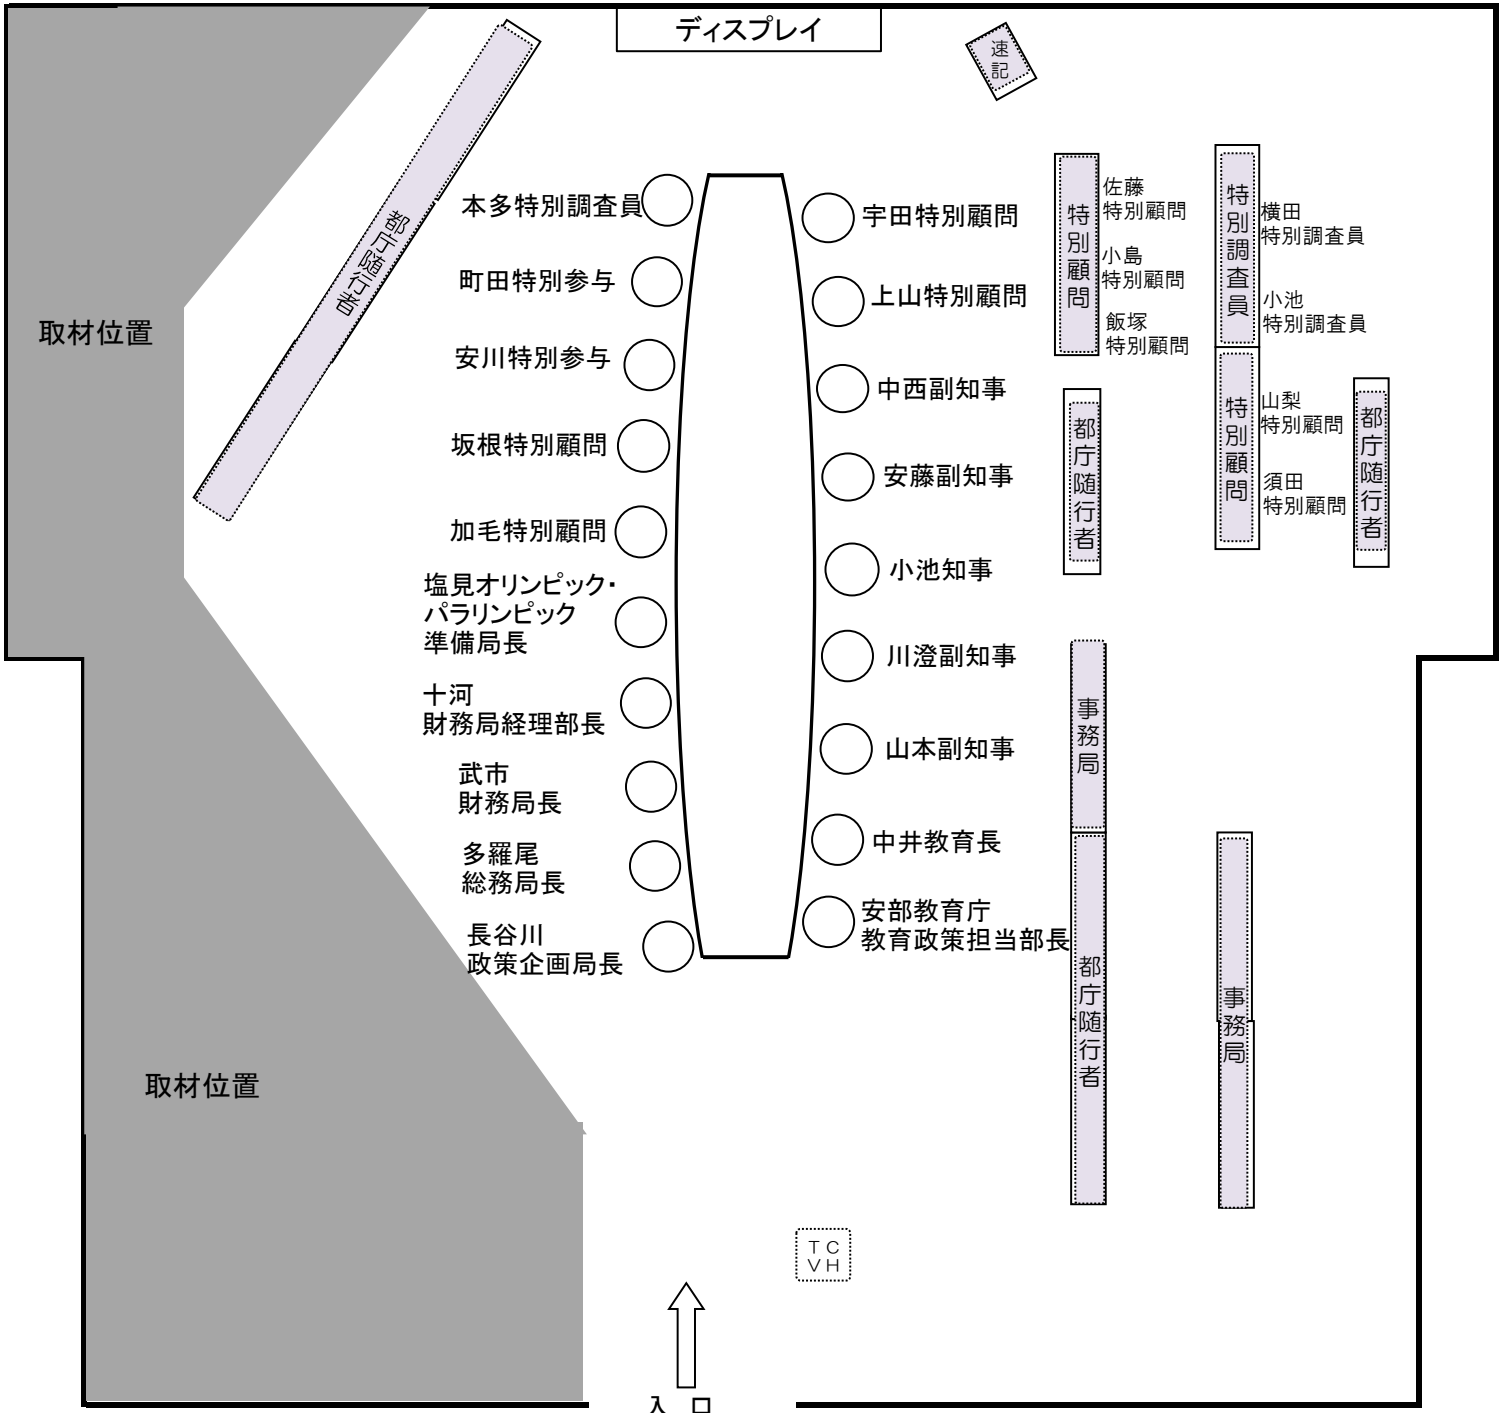 ディスプレイ
速
記
都庁随行者
取材位置
本多特別調査員
町田特別参与
安川特別参与
坂根特別顧問
加毛特別顧問
塩見オリンピック・
パラリンピック
準備局長
十河
財務局経理部長
武市
財務局長
多羅尾
総務局長
長谷川
政策企画局長
宇田特別顧問
上山特別顧問
中西副知事
安藤副知事
小池知事
川澄副知事
山本副知事
中井教育長
安部教育庁
教育政策担当部長
特別顧問
佐藤
特別顧問
小島
特別顧問
飯塚
特別顧問
特別調査員
横田
特別調査員
小池
特別調査員
特別顧問
山梨
特別顧問
須田
特別顧問
都庁随行者
都庁随行者
事務局
都庁随行者
事務局
取材位置
TC
VH
入 口